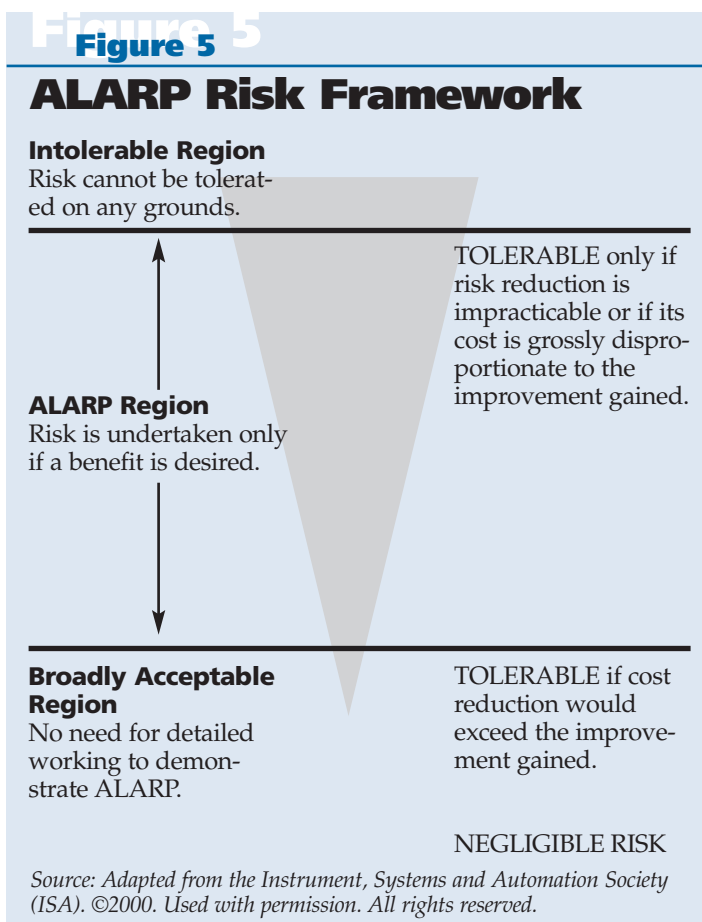 Figure 5
Figure 5
ALARP Risk Framework
Intolerable Region
Risk cannot be tolerat-
ed on any grounds.
TOLERABLE only if
risk reduction is
impracticable or if its
cost is grossly dispro-
portionate to the
improvement gained.
ALARP Region
Risk is undertaken only
if a benefit is desired.
Broadly Acceptable
Region
No need for detailed
working to demon-
strate ALARP.
TOLERABLE if cost
reduction would
exceed the improve-
ment gained.
NEGLIGIBLE RISK
Source: Adapted from the Instrument, Systems and Automation Society
(ISA). ©2000. Used with permission. All rights reserved.